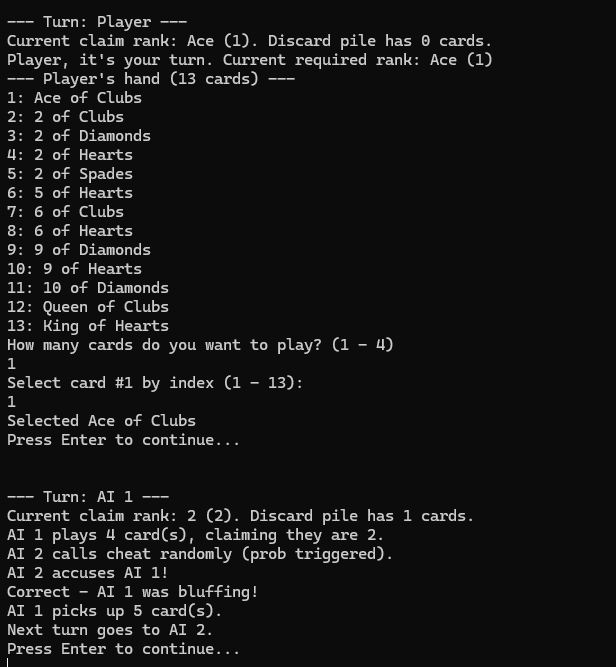 --- Turn: Player ---
Current claim rank: Ace (1). Discard pile has 0 cards.
Player, it's your turn. Current required rank: Ace (1)
--- Player's hand (13 cards) ---
1: Ace of Clubs
2: 2 of Clubs
3: 2 of Diamonds
4: 2 of Hearts
5: 2 of Spades
6: 5 of Hearts
7: 6 of Clubs
8: 6 of Hearts
9: 9 of Diamonds
10: 9 of Hearts
11: 10 of Diamonds
12: Queen of Clubs
13: King of Hearts
How many cards do you want to play? (1 - 4)
1
Select card #1 by index (1 - 13):
1
Selected Ace of Clubs
Press Enter to continue...
--- Turn: AI 1 ---
Current claim rank: 2 (2). Discard pile has 1 cards.
AI 1 plays 4 card(s), claiming they are 2.
AI 2 calls cheat randomly (prob triggered).
AI 2 accuses AI 1!
Correct - AI 1 was bluffing!
AI 1 picks up 5 card(s).
Next turn goes to AI 2.
Press Enter to continue...